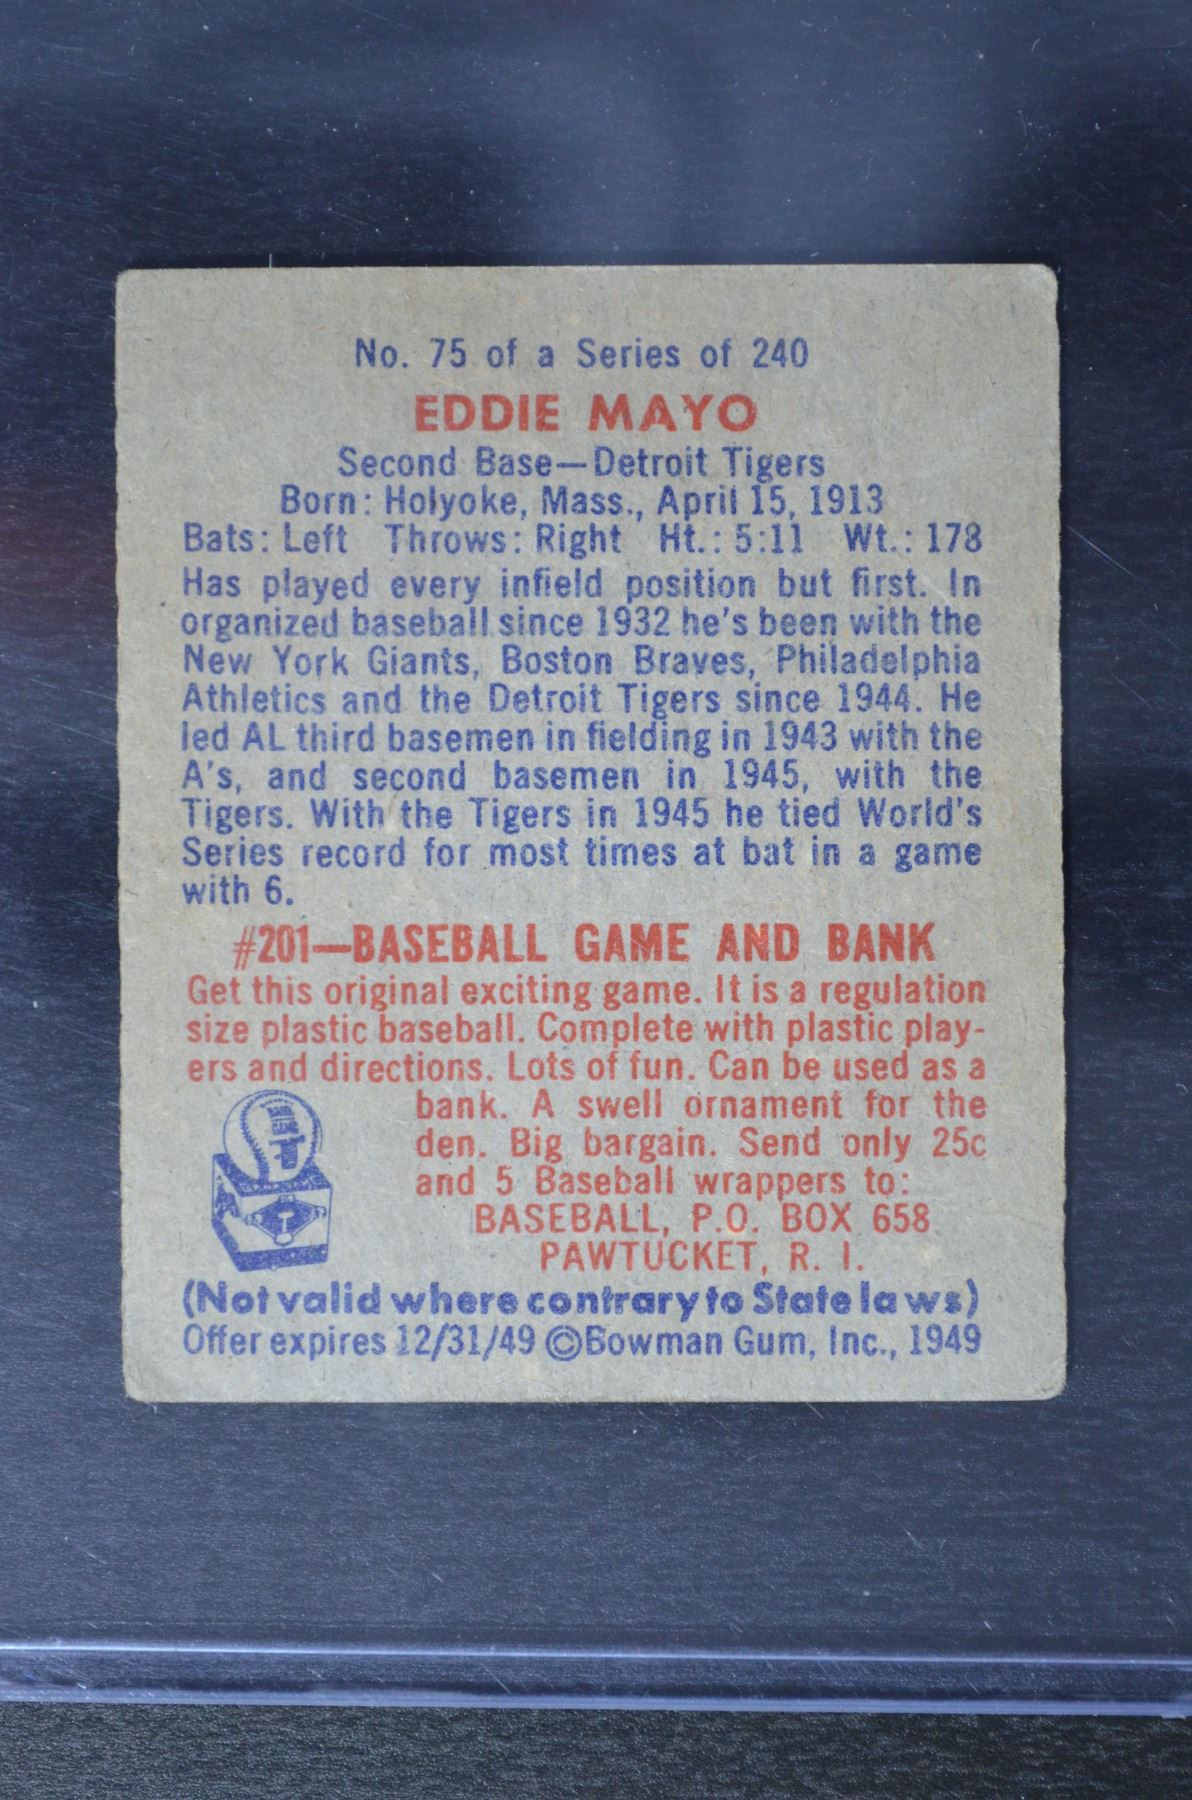 No. 75 of a Series of 240
EDDIE MAYO
Second Base—Detroit Tigers
Born: Holyoke, Mass., April 15, 1913
Bats: Left Throws: Right Ht.: 5:11 Wt.: 178
Has played every infield position but first. In
organized baseball since 1932 he's been with the
New York Giants, Boston Braves, Philadelphia
Athletics and the Detroit Tigers since 1944. He
led AL third basemen in fielding in 1943 with the
A's, and second basemen in 1945, with the
Tigers. With the Tigers in 1945 he tied World's
Series record for most times at bat in a game
with 6.
#201—BASEBALL GAME AND BANK
Get this original exciting game. It is a regulation
size plastic baseball. Complete with plastic play-
ers and directions. Lots of fun. Can be used as a
bank. A swell ornament for the
den. Big bargain. Send only 25c
and 5 Baseball wrappers to:
BASEBALL, P.O. BOX 658
PAWTUCKET, R. I.
(Not valid where contrary to State laws)
Offer expires 12/31/49 ©Bowman Gum, Inc., 1949